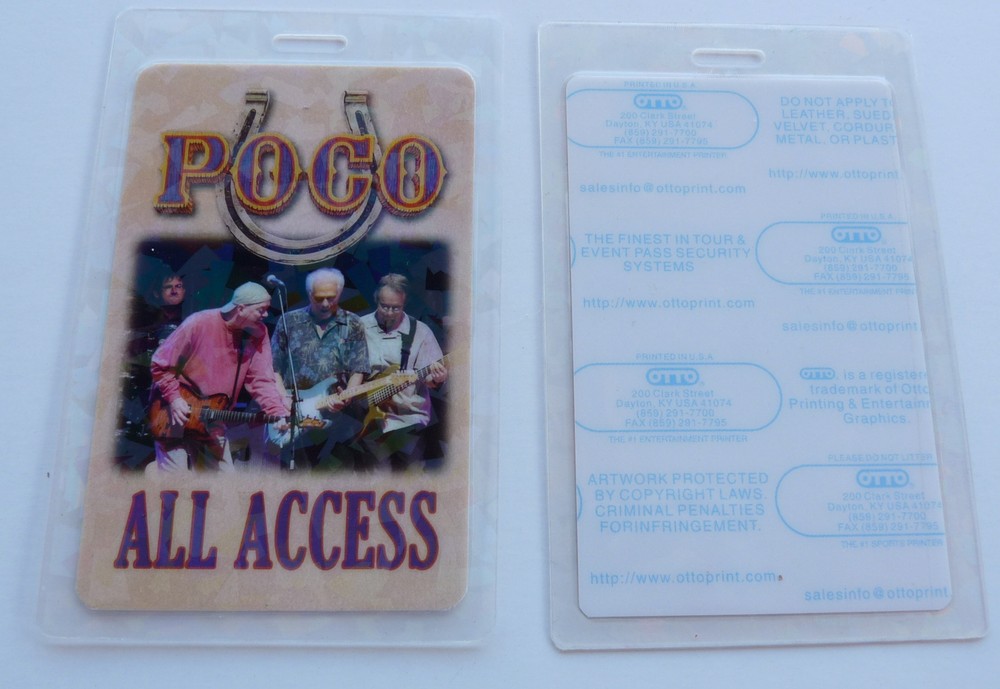 POCO
ALL ACCESS
PRINTED IN U.S.A
OTTO
200 Clark Street
Dayton, KY USA 41074
(859) 291-7700
FAX (859) 291-7795
THE #1 ENTERTAINMENT PRINTER
DO NOT APPLY T
LEATHER, SUED
VELVET, CORDUR
METAL, OR PLAST
salesinfo@ottoprint.com
http://www.ottoprint
THE FINEST IN TOUR &
EVENT PASS SECURITY
SYSTEMS
PRINTED IN U.S.A
OTTO
200 Clark Street
Dayton, KY USA 41074
(859) 291-7700
FAX (859) 291-7795
THE #1 ENTERTAINMENT PRIN
http://www.ottoprint.com
salesinfo@ottoprint
PRINTED IN U.S.A
OTTO
200 Clark Street
Dayton, KY USA 41074
(859) 291-7700
FAX (859) 291-7795
THE #1 ENTERTAINMENT PRINTER
OTTO is a register
trademark of Otto
Printing & Entertain
Graphics.
ARTWORK PROTECTED
BY COPYRIGHT LAWS.
CRIMINAL PENALTIES
FORINFRINGEMENT.
PLEASE DO NOT LITTER
OTTO
200 Clark Street
Dayton, KY USA 41074
(859) 291-7700
FAX (859) 291-7795
THE #1 SPORTS PRINTER
http://www.ottoprint.com
salesinfo@ottoprint